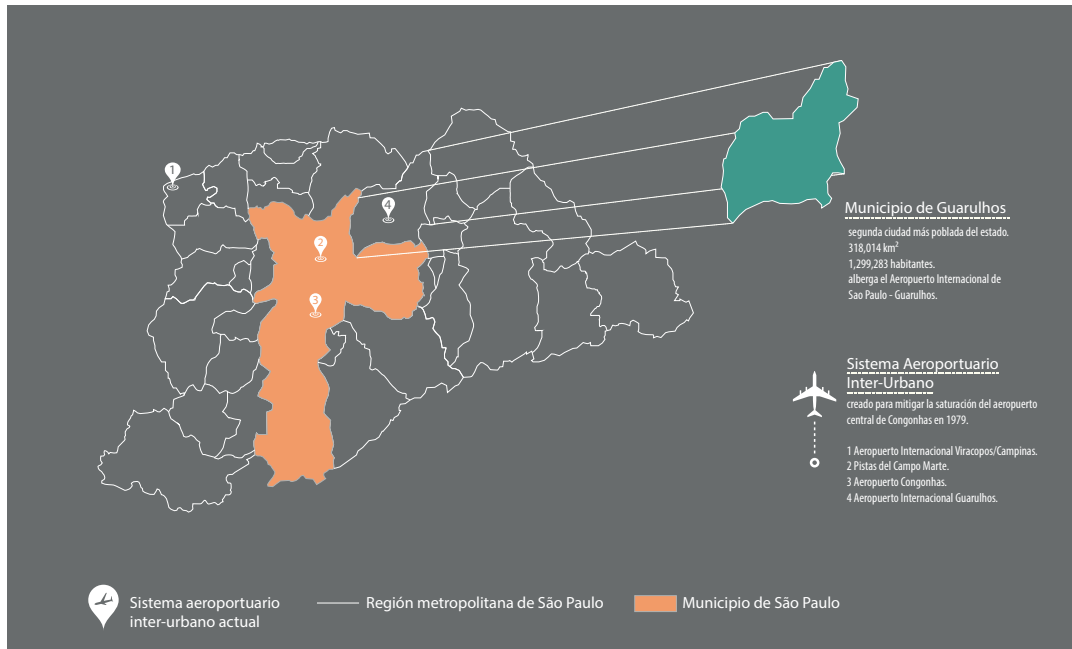 1
4
2
3
Municipio de Guarulhos
segunda ciudad más poblada del estado.
318,014 km²
1,299,283 habitantes.
alberga el Aeropuerto Internacional de
Sao Paulo - Guarulhos.
Sistema Aeroportuario
Inter-Urbano
creado para mitigar la saturación del aeropuerto
central de Congonhas en 1979.
1 Aeropuerto Internacional Viracopos/Campinas.
2 Pistas del Campo Marte.
3 Aeropuerto Congonhas.
4 Aeropuerto Internacional Guarulhos.
Sistema aeroportuario
inter-urbano actual
Región metropolitana de São Paulo
Municipio de São Paulo